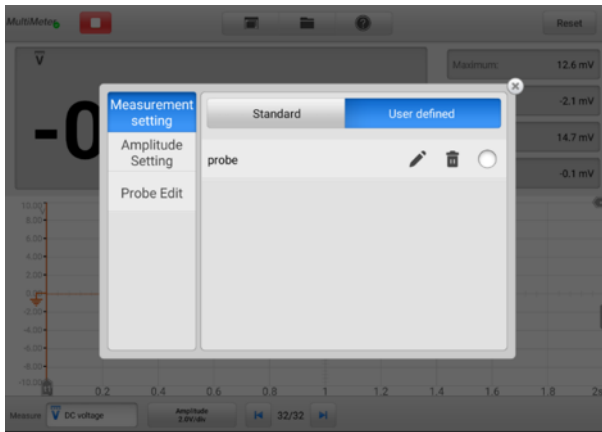 MultiMeter
Reset
V
Maximum: 12.6 mV
-2.1 mV
14.7 mV
-0.1 mV
-0
Measurement setting
Amplitude Setting
Probe Edit
Standard
User defined
probe
10.00
8.00
6.00
4.00
2.00
0.00
-2.00
-4.00
-6.00
-8.00
-10.00
0.2 0.4 0.6 0.8 1 1.2 1.4 1.6 1.8
Measure V DC voltage
Amplitude
2.0V/div
32/32